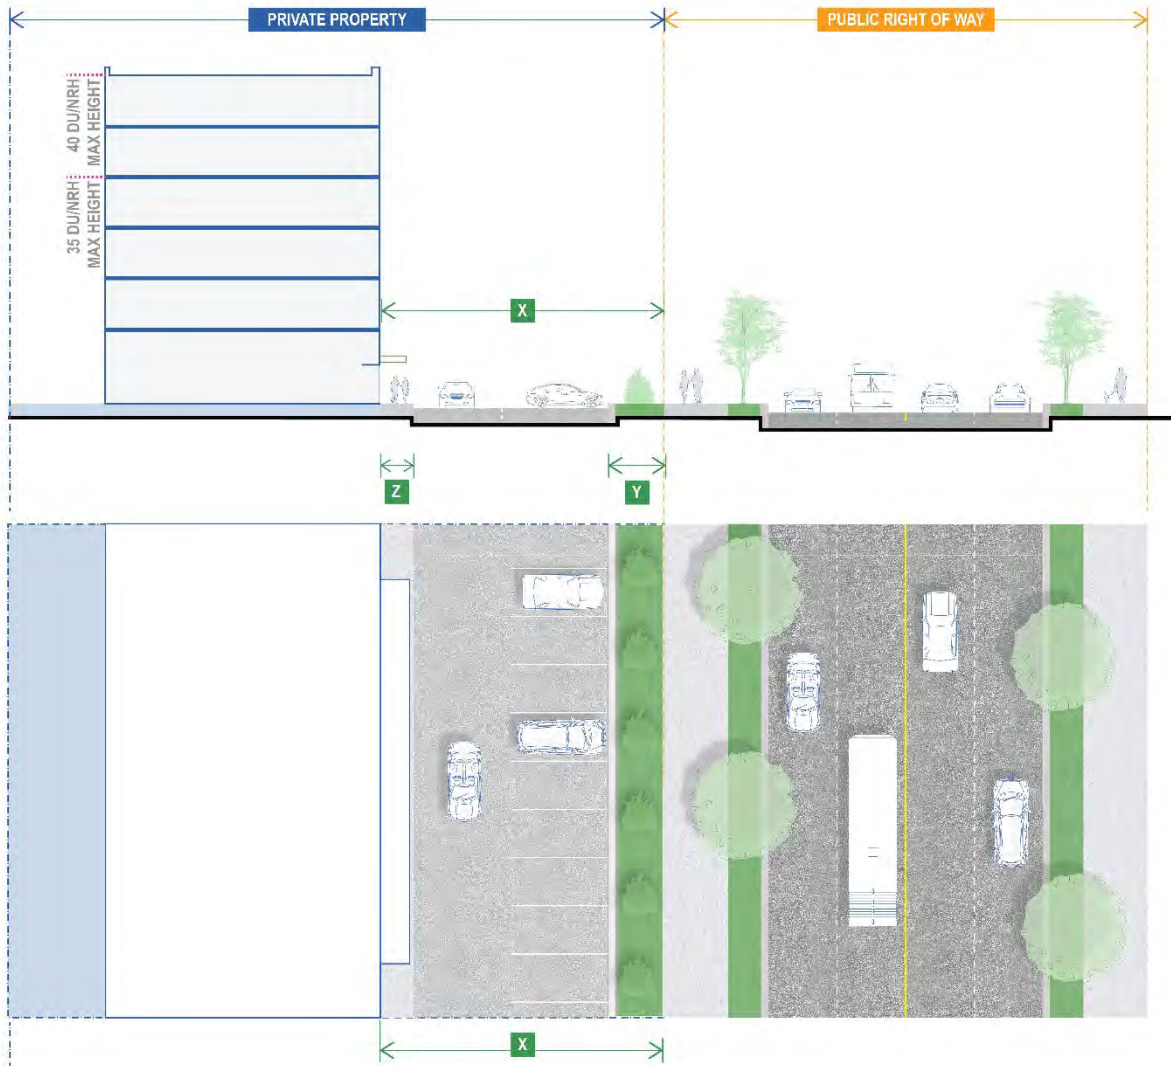 PRIVATE PROPERTY
PUBLIC RIGHT OF WAY
40 DU/NRH
MAX HEIGHT
35 DU/NRH
MAX HEIGHT
X
Z
Y
X